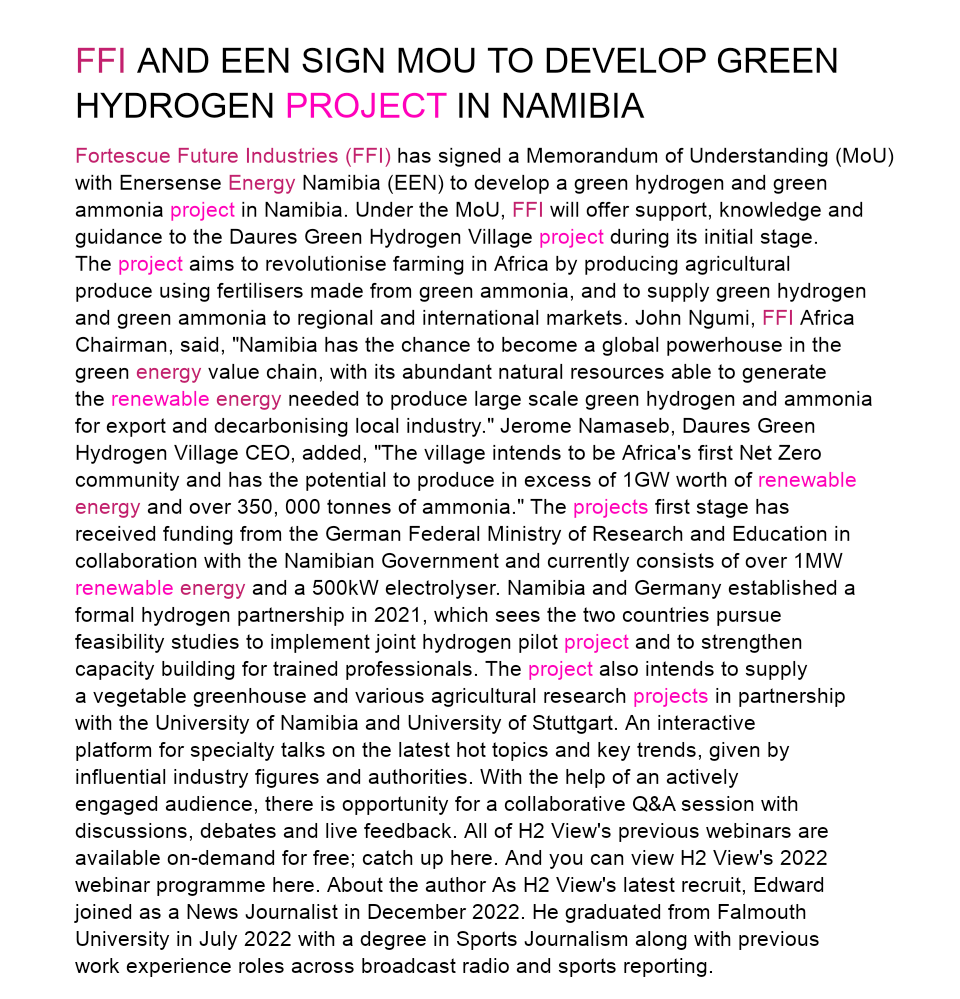 FFI AND EEN SIGN MOU TO DEVELOP GREEN
HYDROGEN PROJECT IN NAMIBIA
Fortescue Future Industries (FFI) has signed a Memorandum of Understanding (MoU)
with Enersense Energy Namibia (EEN) to develop a green hydrogen and green
ammonia project in Namibia. Under the MoU, FFI will offer support, knowledge and
guidance to the Daures Green Hydrogen Village project during its initial stage.
The project aims to revolutionise farming in Africa by producing agricultural
produce using fertilisers made from green ammonia, and to supply green hydrogen
and green ammonia to regional and international markets. John Ngumi, FFI Africa
Chairman, said, "Namibia has the chance to become a global powerhouse in the
green energy value chain, with its abundant natural resources able to generate
the renewable energy needed to produce large scale green hydrogen and ammonia
for export and decarbonising local industry." Jerome Namaseb, Daures Green
Hydrogen Village CEO, added, "The village intends to be Africa's first Net Zero
community and has the potential to produce in excess of 1GW worth of renewable
energy and over 350, 000 tonnes of ammonia." The projects first stage has
received funding from the German Federal Ministry of Research and Education in
collaboration with the Namibian Government and currently consists of over 1MW
renewable energy and a 500kW electrolyser. Namibia and Germany established a
formal hydrogen partnership in 2021, which sees the two countries pursue
feasibility studies to implement joint hydrogen pilot project and to strengthen
capacity building for trained professionals. The project also intends to supply
a vegetable greenhouse and various agricultural research projects in partnership
with the University of Namibia and University of Stuttgart. An interactive
platform for specialty talks on the latest hot topics and key trends, given by
influential industry figures and authorities. With the help of an actively
engaged audience, there is opportunity for a collaborative Q&A session with
discussions, debates and live feedback. All of H2 View's previous webinars are
available on-demand for free; catch up here. And you can view H2 View's 2022
webinar programme here. About the author As H2 View's latest recruit, Edward
joined as a News Journalist in December 2022. He graduated from Falmouth
University in July 2022 with a degree in Sports Journalism along with previous
work experience roles across broadcast radio and sports reporting.